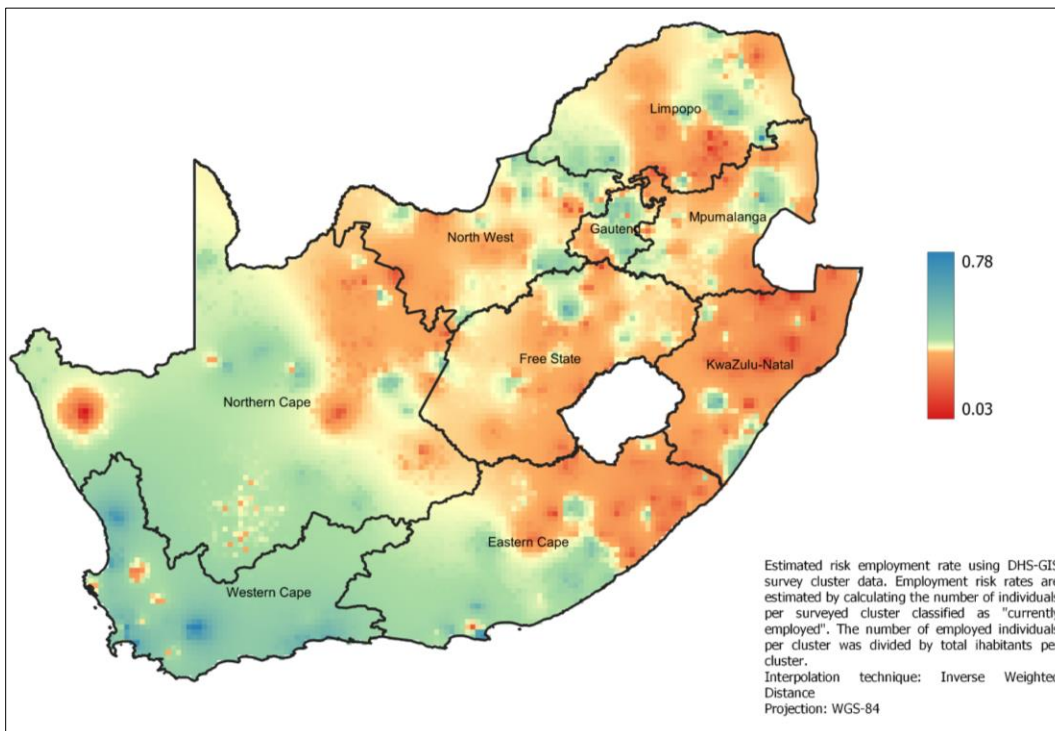 Limpopo
Mpumalanga
North West
Gauteng
0.78
Free State
KwaZulu-Natal
Northern Cape
0.03
Eastern Cape
Western Cape
Estimated risk employment rate using DHS-GIS
survey cluster data. Employment risk rates are
estimated by calculating the number of individuals
per surveyed cluster classified as "currently
employed". The number of employed individuals
per cluster was divided by total ihabitants per
cluster.
Interpolation technique: Inverse Weighted
Distance
Projection: WGS-84